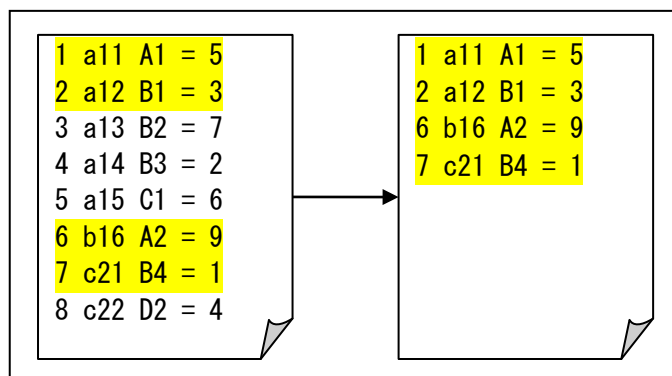 1 a11 A1 = 5
2 a12 B1 = 3
3 a13 B2 = 7
4 a14 B3 = 2
5 a15 C1 = 6
6 b16 A2 = 9
7 c21 B4 = 1
8 c22 D2 = 4
1 a11 A1 = 5
2 a12 B1 = 3
6 b16 A2 = 9
7 c21 B4 = 1